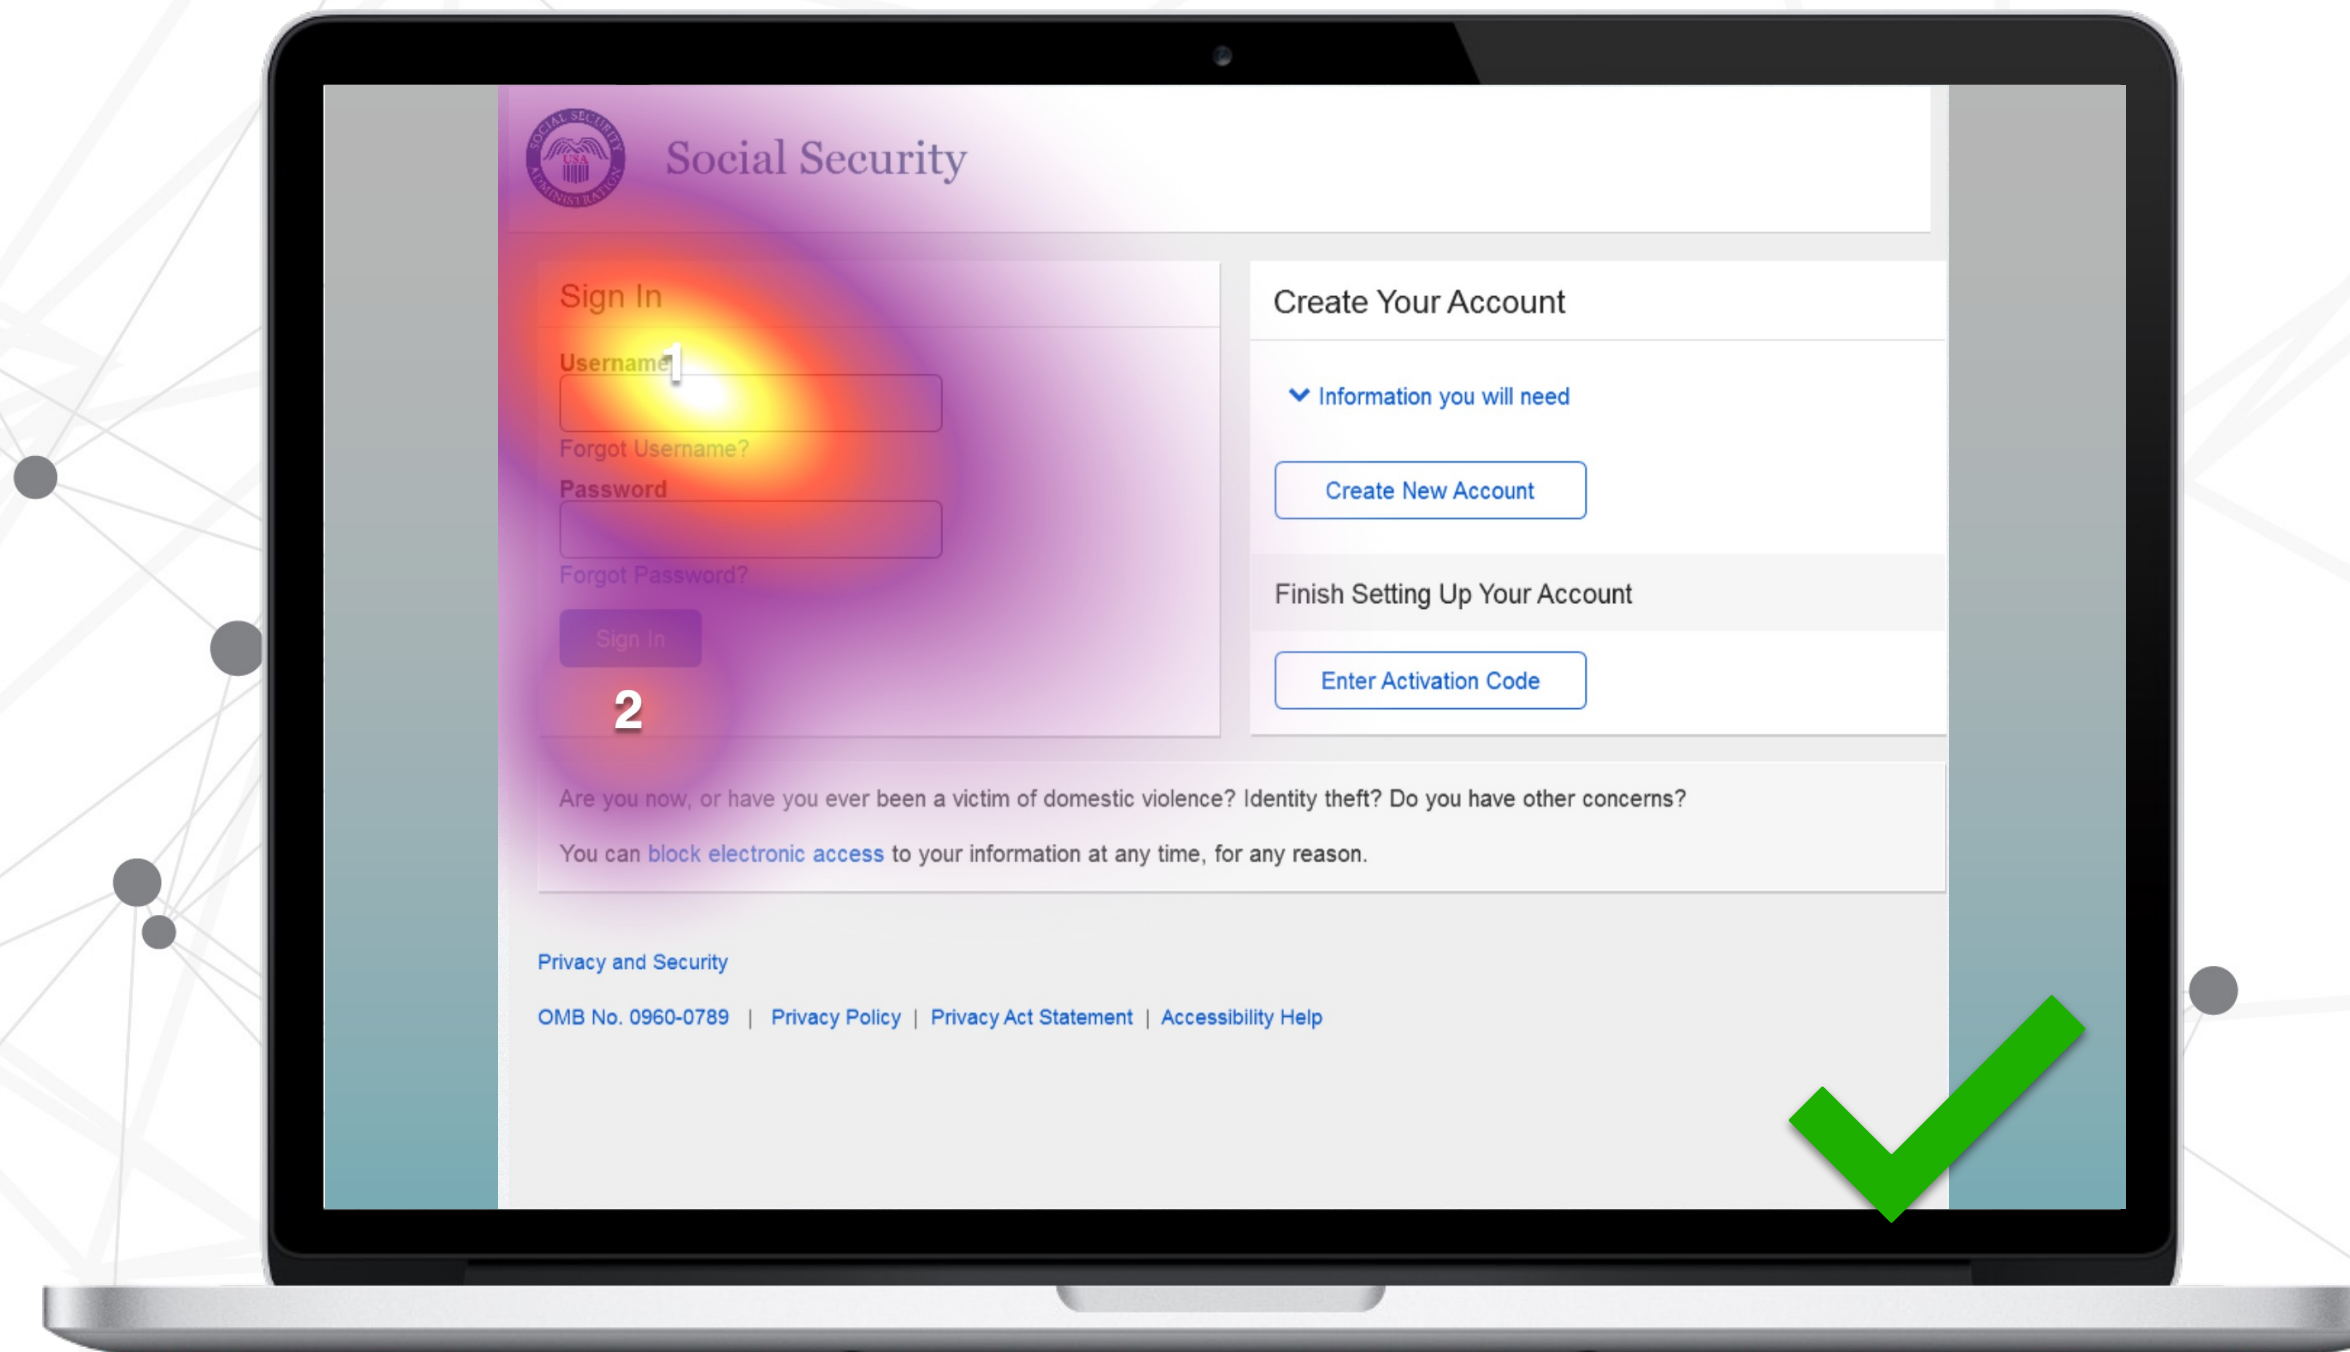 SOCIAL SECURITY ADMINISTRATION
USA
Social Security
Sign In
Username
1
Forgot Username?
Password
Forgot Password?
Sign In
2
Create Your Account
Information you will need
Create New Account
Finish Setting Up Your Account
Enter Activation Code
Are you now, or have you ever been a victim of domestic violence? Identity theft? Do you have other concerns?
You can block electronic access to your information at any time, for any reason.
Privacy and Security
OMB No. 0960-0789 | Privacy Policy | Privacy Act Statement | Accessibility Help